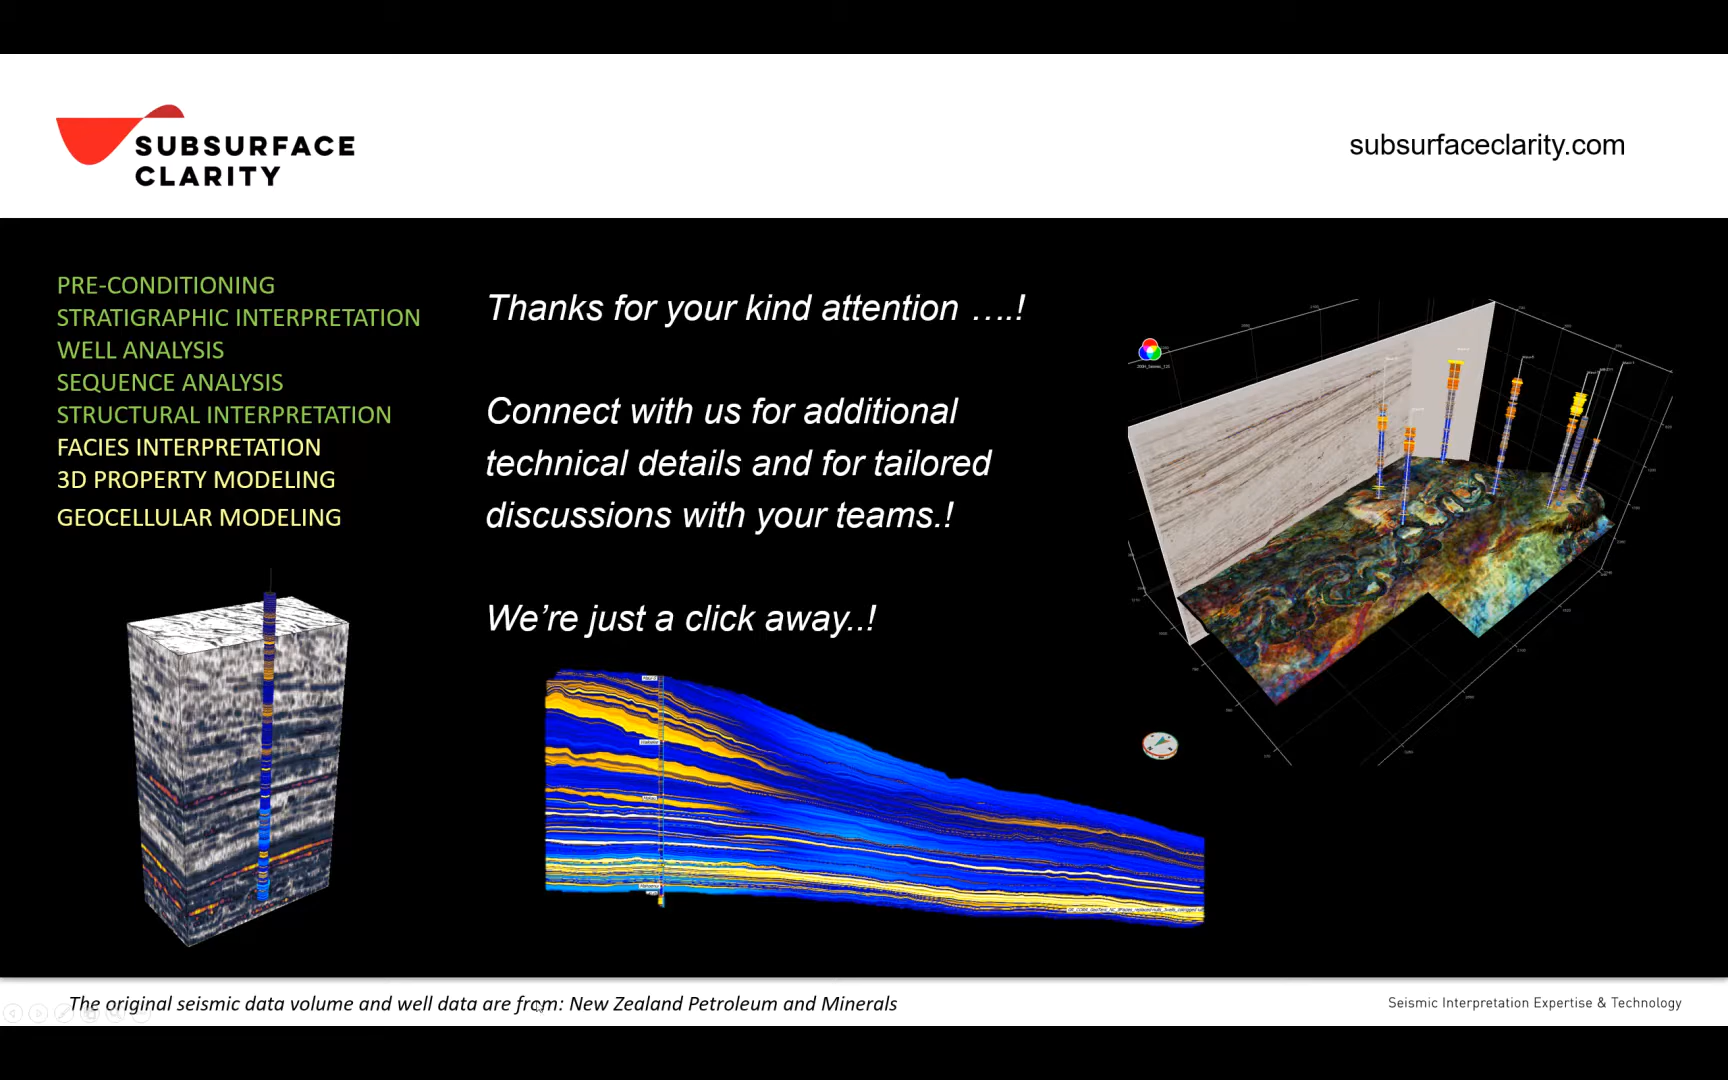 SUBSURFACE
CLARITY
subsurfaceclarity.com
PRE-CONDITIONING
STRATIGRAPHIC INTERPRETATION
WELL ANALYSIS
SEQUENCE ANALYSIS
STRUCTURAL INTERPRETATION
FACIES INTERPRETATION
3D PROPERTY MODELING
GEOCELLULAR MODELING
Thanks for your kind attention ….!
Connect with us for additional
technical details and for tailored
discussions with your teams.!
We’re just a click away..!
The original seismic data volume and well data are from: New Zealand Petroleum and Minerals
Seismic Interpretation Expertise & Technology